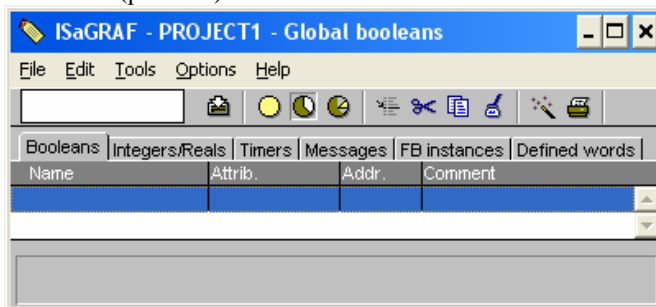 ISaGRAF - PROJECT1 - Global booleans
File Edit Tools Options Help
Booleans Integers/Reals Timers Messages FB instances Defined words
Name Attrib. Addr. Comment